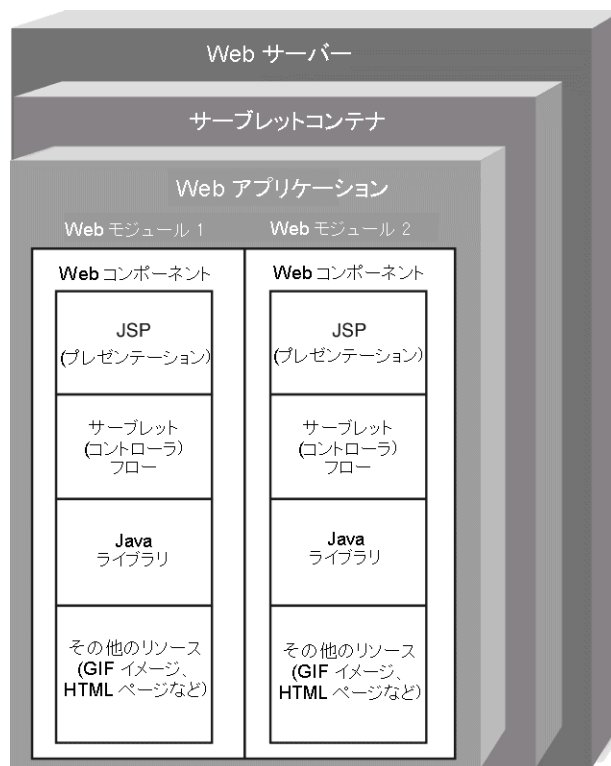 Web サーバー
サーブレットコンテナ
Web アプリケーション
Web モジュール 1
Web コンポーネント
JSP
(プレゼンテーション)
サーブレット
(コントローラ)
フロー
Java
ライブラリ
その他のリソース
(GIF イメージ、
HTML ページなど)
Web モジュール 2
Web コンポーネント
JSP
(プレゼンテーション)
サーブレット
(コントローラ)
フロー
Java
ライブラリ
その他のリソース
(GIF イメージ、
HTML ページなど)